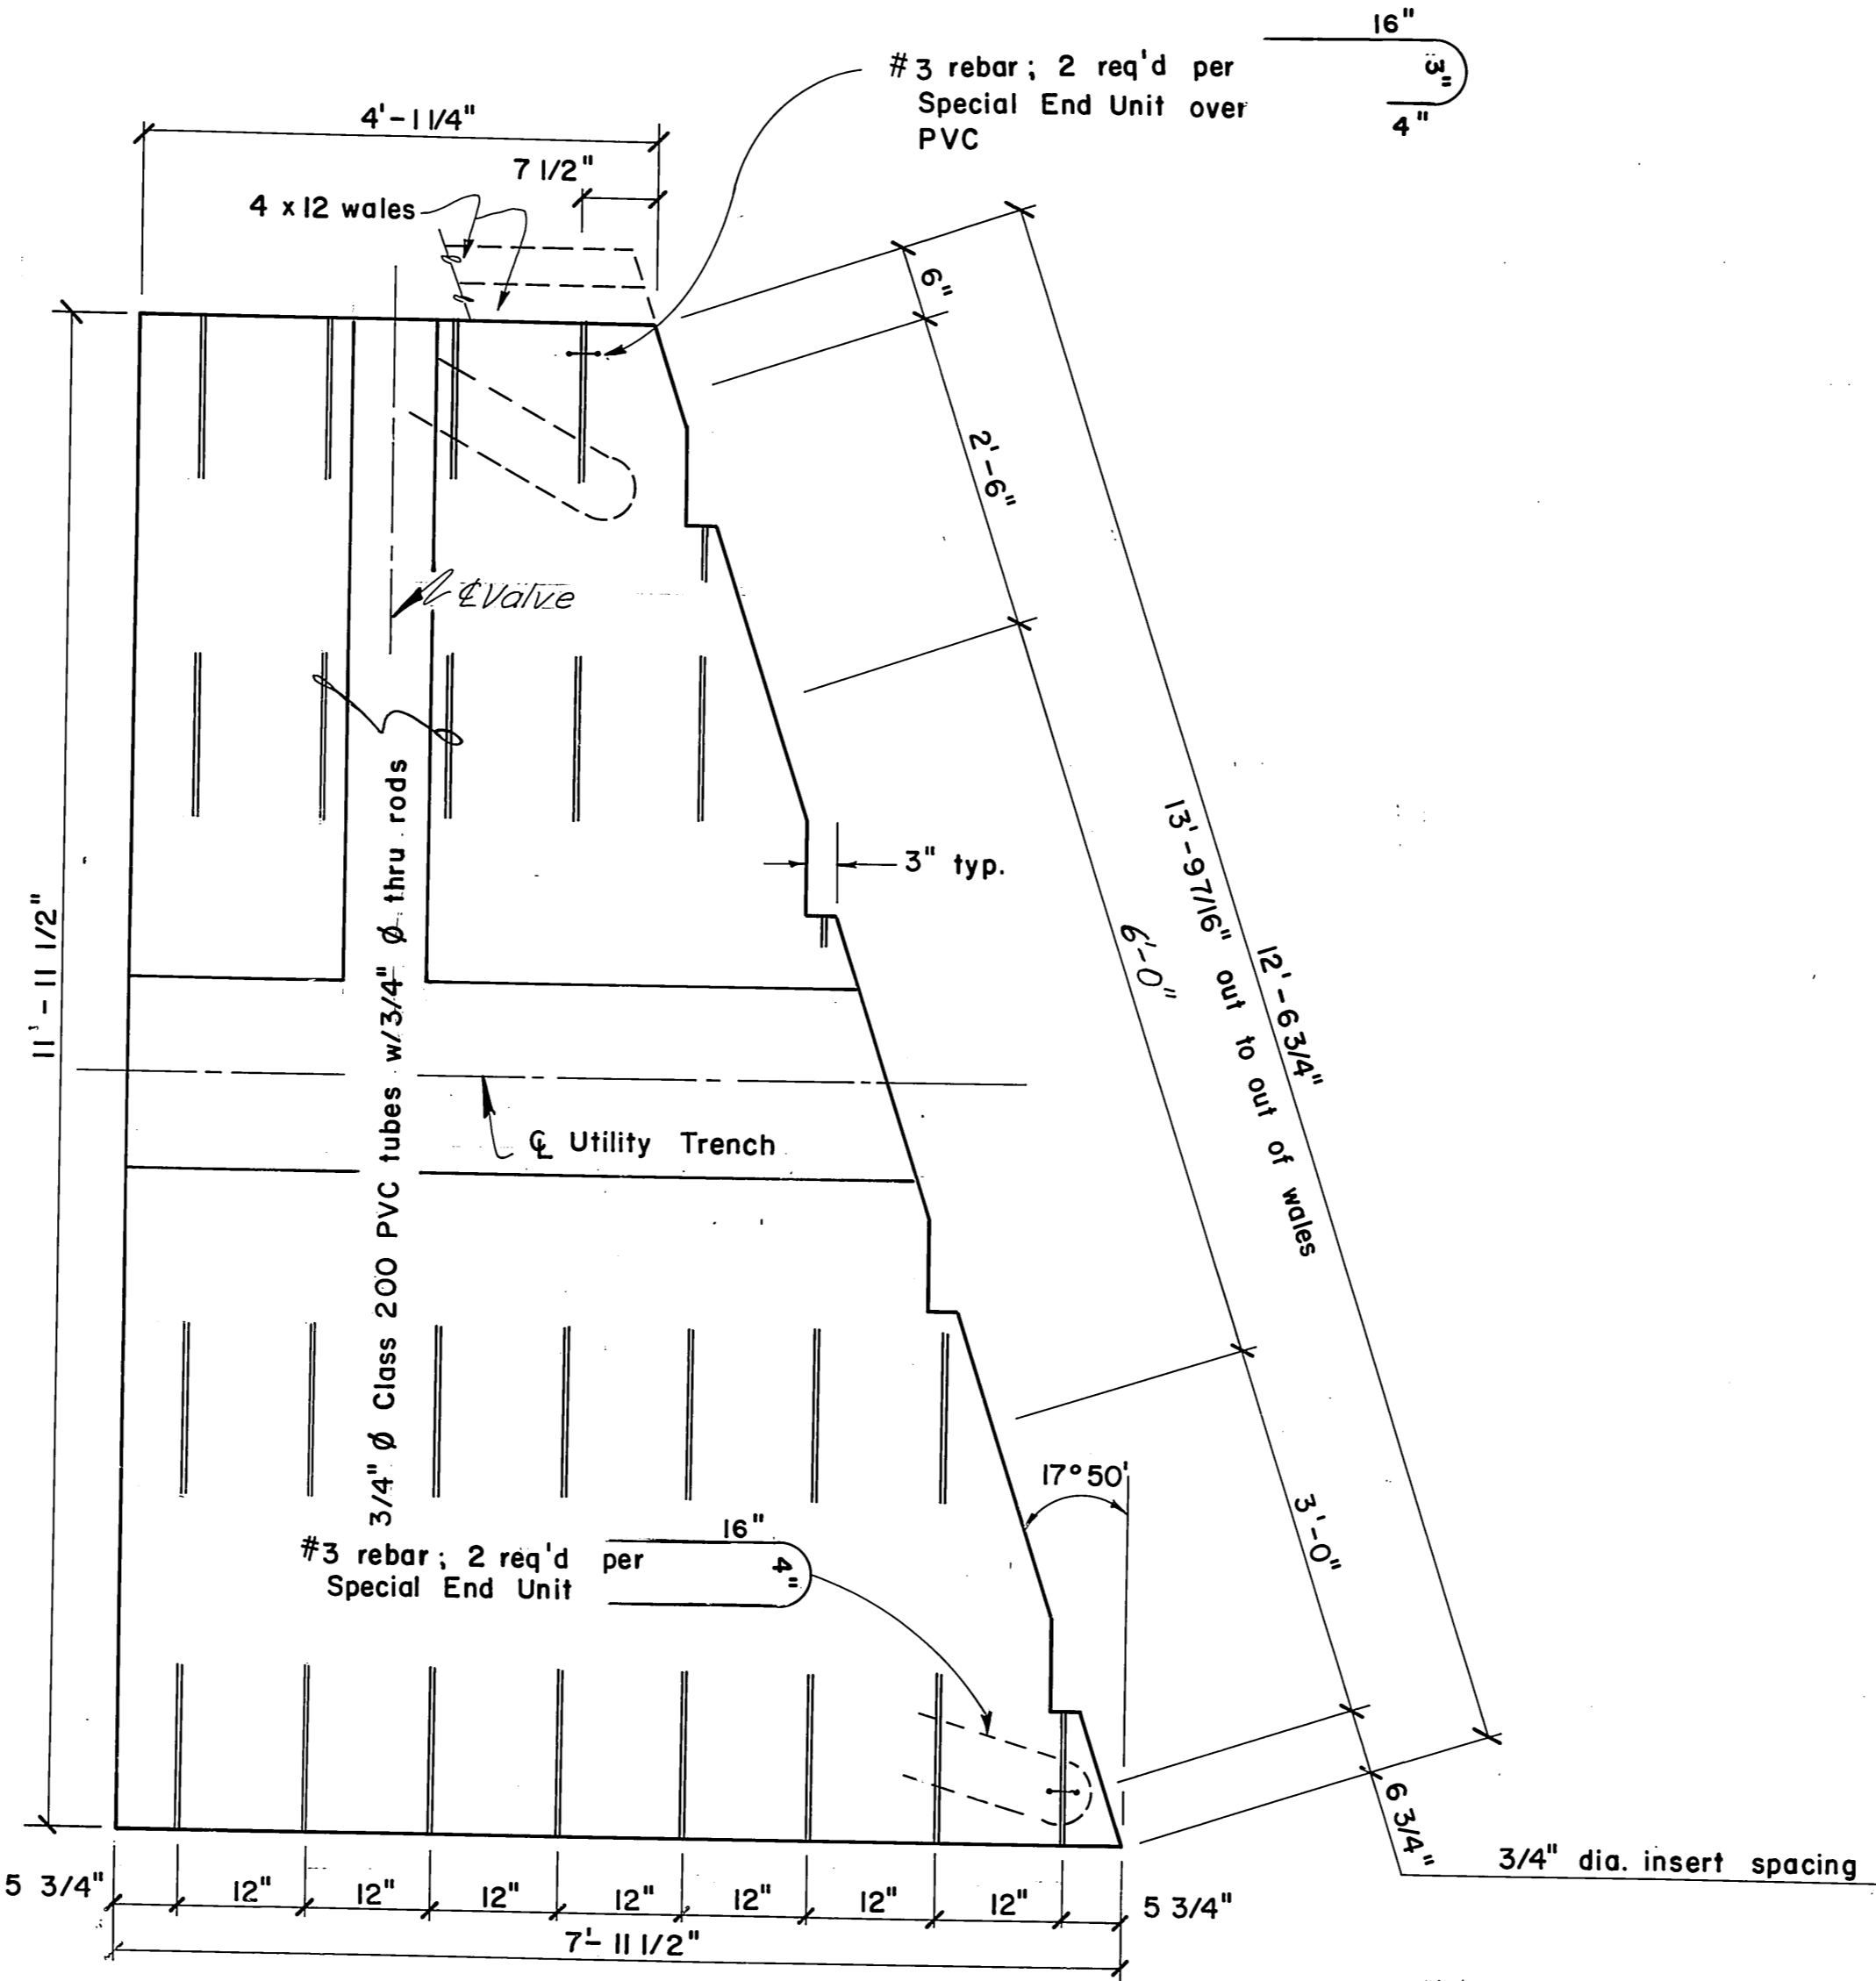 16"
#3 rebar; 2 req'd per
Special End Unit over
PVC
3"
4"
4'-1 1/4"
7 1/2"
4 x 12 wales
6"
2'-6"
℄ Valve
3" typ.
13'-9 7/16" out to out of wales
12'-6 3/4"
6'-0"
11'-11 1/2"
3/4" Ø Class 200 PVC tubes w/3/4" Ø thru rods
℄ Utility Trench
17°50'
3'-0"
16"
#3 rebar; 2 req'd per
Special End Unit
4"
6 3/4"
3/4" dia. insert spacing
5 3/4"
12"
12"
12"
12"
12"
12"
12"
5 3/4"
7'-11 1/2"